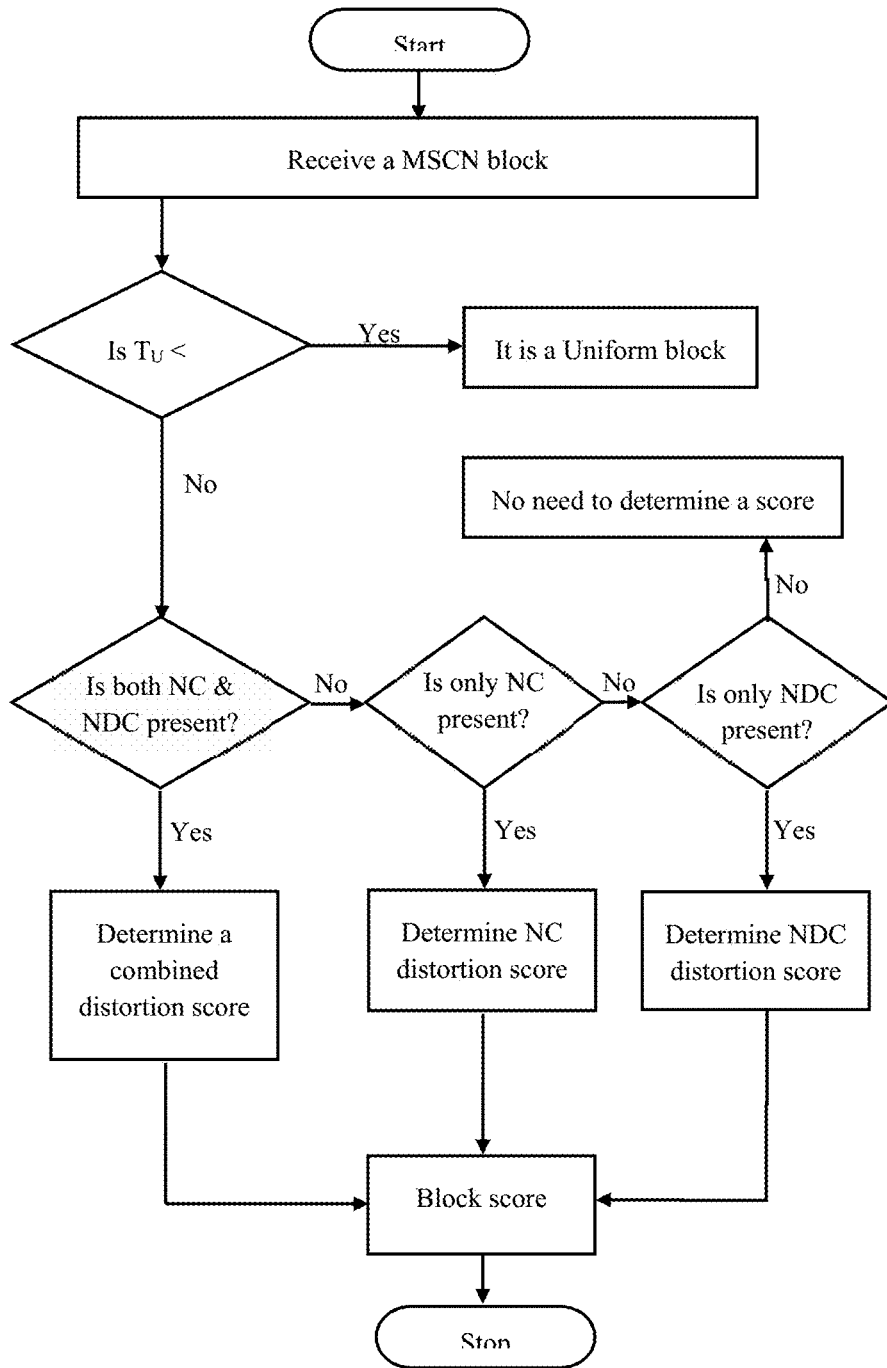 Start
Receive a MSCN block
Is T_U <
Yes
It is a Uniform block
No
No need to determine a score
No
Is both NC &
NDC present?
No
Is only NC
present?
No
Is only NDC
present?
Yes
Yes
Yes
Determine a
combined
distortion score
Determine NC
distortion score
Determine NDC
distortion score
Block score
Stop